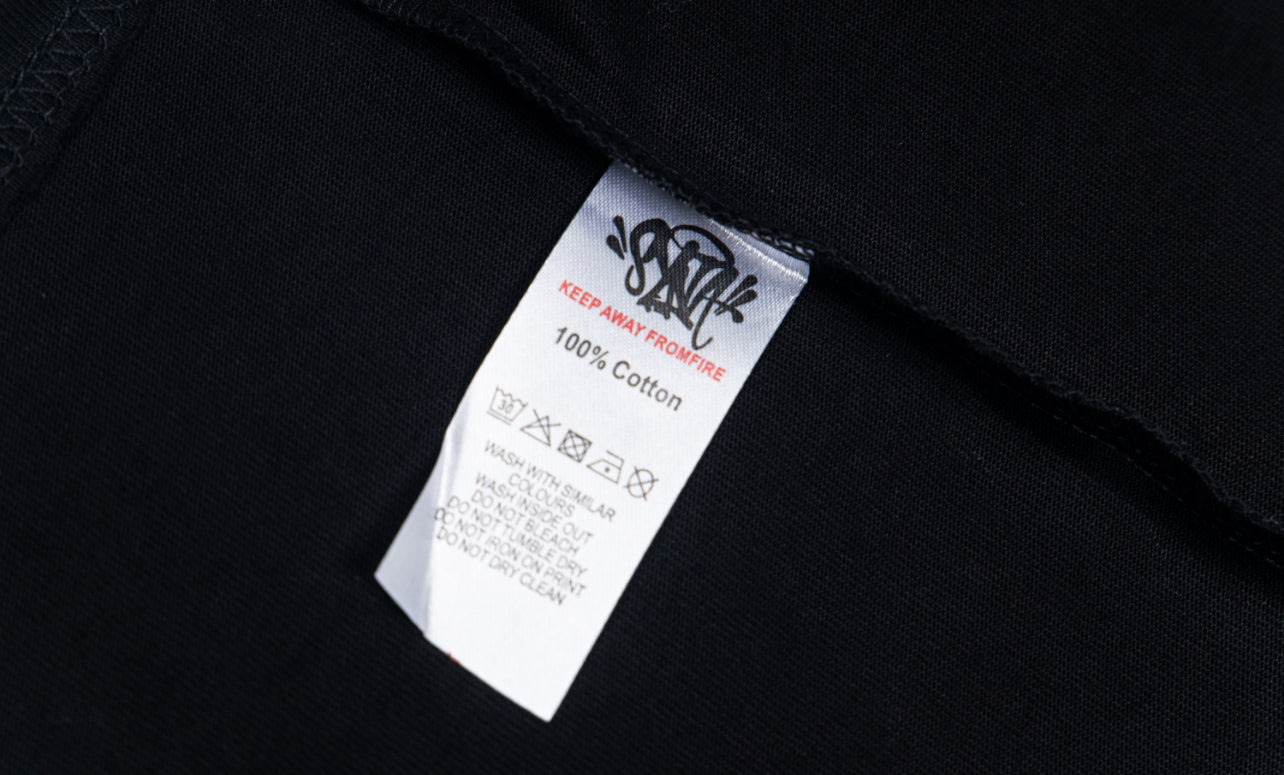 KEEP AWAY FROMFIRE
100% Cotton
30
WASH WITH SIMILAR
COLOURS
WASH INSIDE OUT
DO NOT BLEACH
DO NOT TUMBLE DRY
DO NOT IRON ON PRINT
DO NOT DRY CLEAN